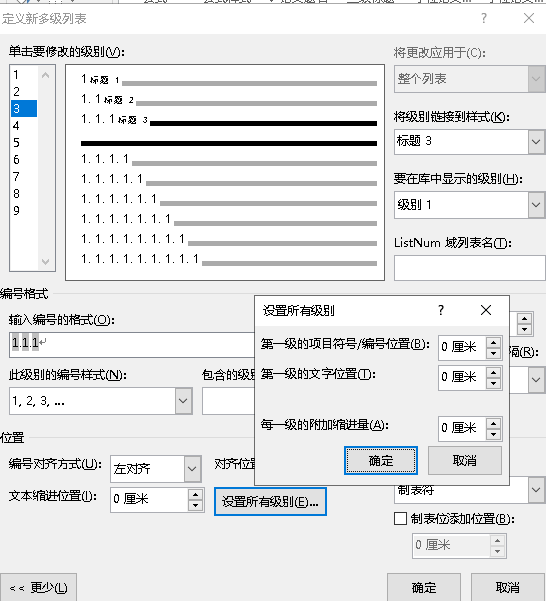 定义新多级列表 ? ×
单击要修改的级别(V):
1
2
3
4
5
6
7
8
9
1 标题 1
1. 1 标题 2
1. 1. 1 标题 3
1. 1. 1. 1
1. 1. 1. 1. 1
1. 1. 1. 1. 1. 1
1. 1. 1. 1. 1. 1. 1
1. 1. 1. 1. 1. 1. 1. 1
1. 1. 1. 1. 1. 1. 1. 1. 1
将更改应用于(C):
整个列表
将级别链接到样式(K):
标题 3
要在库中显示的级别(H):
级别 1
ListNum 域列表名(T):
编号格式
输入编号的格式(O):
1.1.1
此级别的编号样式(N):
1, 2, 3, ...
包含的级别
设置所有级别 ? ×
第一级的项目符号/编号位置(B): 0 厘米
第一级的文字位置(T): 0 厘米
每一级的附加缩进量(A): 0 厘米
确定 取消
位置
编号对齐方式(U): 左对齐 对齐位置
文本缩进位置(I): 0 厘米 设置所有级别(E)...
制表符
制表位添加位置(B):
0 厘米
<< 更少(L) 确定 取消